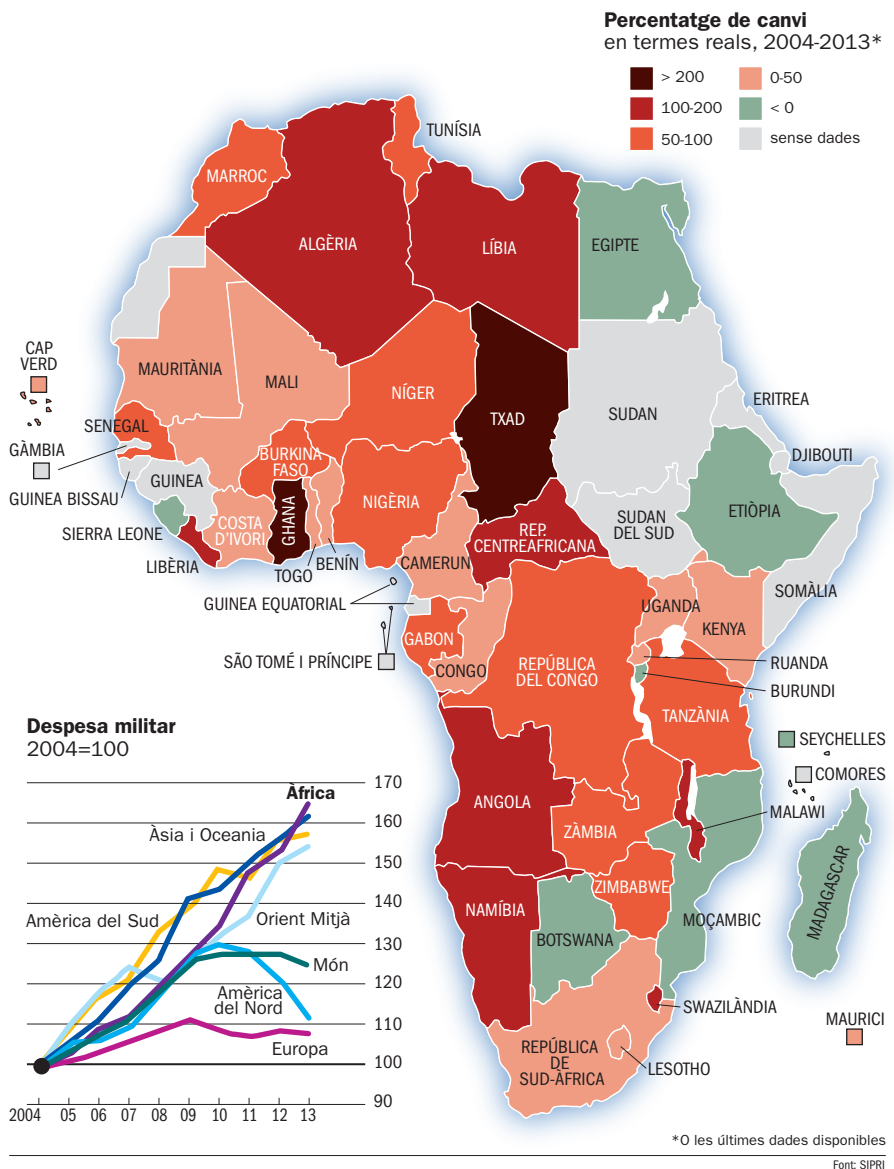 Percentatge de canvi
en termes reals, 2004-2013*
> 200
100-200
50-100
0-50
< 0
sense dades
TUNÍSIA
MARROC
ALGÈRIA
LÍBIA
EGIPTE
CAP
VERD
MAURITÀNIA
MALI
NÍGER
TXAD
SUDAN
ERITREA
SENEGAL
GÀMBIA
GUINEA BISSAU
GUINEA
BURKINA
FASO
DJIBOUTI
SIERRA LEONE
COSTA
D'IVORI
GHANA
NIGÈRIA
REP.
CENTREAFRICANA
SUDAN
DEL SUD
ETIÒPIA
LIBÈRIA
TOGO
BENÍN
CAMERUN
SOMÀLIA
GUINEA EQUATORIAL
UGANDA
KENYA
GABON
SÃO TOMÉ I PRÍNCIPE
CONGO
REPÚBLICA
DEL CONGO
RUANDA
BURUNDI
TANZÀNIA
SEYCHELLES
COMORES
ANGOLA
MALAWI
ZÀMBIA
ZIMBABWE
NAMÍBIA
BOTSWANA
MOÇAMBIC
MADAGASCAR
SWAZILÀNDIA
MAURICI
REPÚBLICA
DE
SUD-ÀFRICA
LESOTHO
Despesa militar
2004=100
170
160
150
140
130
120
110
100
90
Àfrica
Àsia i Oceania
Amèrica del Sud
Orient Mitjà
Món
Amèrica
del Nord
Europa
2004 05 06 07 08 09 10 11 12 13
*O les últimes dades disponibles
Font: SIPRI